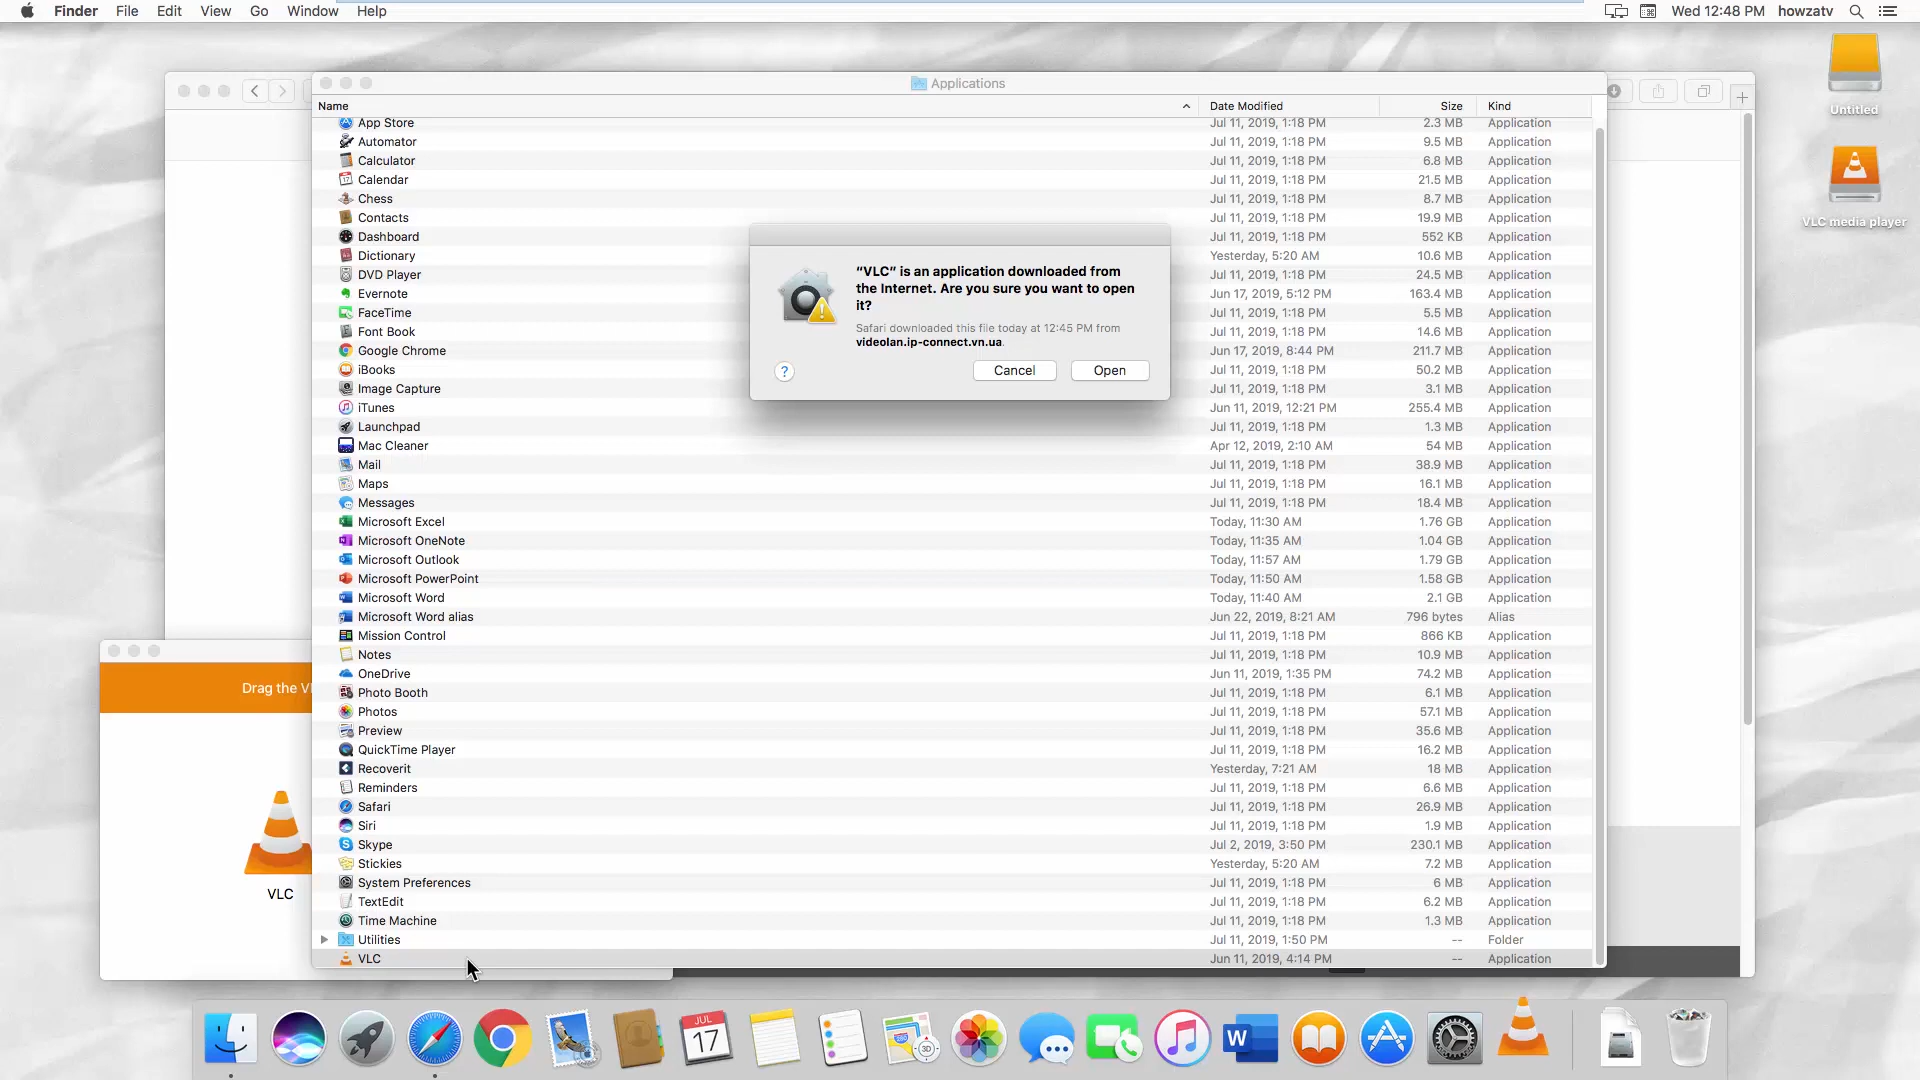 Finder File Edit View Go Window Help Wed 12:48 PM howzatv
Applications
Name Date Modified Size Kind
App Store Jul 11, 2019, 1:18 PM 2.3 MB Application
Automator Jul 11, 2019, 1:18 PM 9.5 MB Application
Calculator Jul 11, 2019, 1:18 PM 6.8 MB Application
Calendar Jul 11, 2019, 1:18 PM 21.5 MB Application
Chess Jul 11, 2019, 1:18 PM 8.7 MB Application
Contacts Jul 11, 2019, 1:18 PM 19.9 MB Application
Dashboard Jul 11, 2019, 1:18 PM 552 KB Application
Dictionary Yesterday, 5:20 AM 10.6 MB Application
DVD Player Jul 11, 2019, 1:18 PM 24.5 MB Application
Evernote Jun 17, 2019, 5:12 PM 163.4 MB Application
FaceTime Jul 11, 2019, 1:18 PM 5.5 MB Application
Font Book Jul 11, 2019, 1:18 PM 14.6 MB Application
Google Chrome Jun 17, 2019, 8:44 PM 211.7 MB Application
iBooks Jul 11, 2019, 1:18 PM 50.2 MB Application
Image Capture Jul 11, 2019, 1:18 PM 3.1 MB Application
iTunes Jun 11, 2019, 12:21 PM 255.4 MB Application
Launchpad Jul 11, 2019, 1:18 PM 1.3 MB Application
Mac Cleaner Apr 12, 2019, 2:10 AM 54 MB Application
Mail Jul 11, 2019, 1:18 PM 38.9 MB Application
Maps Jul 11, 2019, 1:18 PM 16.1 MB Application
Messages Jul 11, 2019, 1:18 PM 18.4 MB Application
Microsoft Excel Today, 11:30 AM 1.76 GB Application
Microsoft OneNote Today, 11:35 AM 1.04 GB Application
Microsoft Outlook Today, 11:57 AM 1.79 GB Application
Microsoft PowerPoint Today, 11:50 AM 1.58 GB Application
Microsoft Word Today, 11:40 AM 2.1 GB Application
Microsoft Word alias Jun 22, 2019, 8:21 AM 796 bytes Alias
Mission Control Jul 11, 2019, 1:18 PM 866 KB Application
Notes Jul 11, 2019, 1:18 PM 10.9 MB Application
OneDrive Jun 11, 2019, 1:35 PM 74.2 MB Application
Photo Booth Jul 11, 2019, 1:18 PM 6.1 MB Application
Photos Jul 11, 2019, 1:18 PM 57.1 MB Application
Preview Jul 11, 2019, 1:18 PM 35.6 MB Application
QuickTime Player Jul 11, 2019, 1:18 PM 16.2 MB Application
Recoverit Yesterday, 7:21 AM 18 MB Application
Reminders Jul 11, 2019, 1:18 PM 6.6 MB Application
Safari Jul 11, 2019, 1:18 PM 26.9 MB Application
Siri Jul 11, 2019, 1:18 PM 1.9 MB Application
Skype Jul 2, 2019, 3:50 PM 230.1 MB Application
Stickies Yesterday, 5:20 AM 7.2 MB Application
System Preferences Jul 11, 2019, 1:18 PM 6 MB Application
TextEdit Jul 11, 2019, 1:18 PM 6.2 MB Application
Time Machine Jul 11, 2019, 1:18 PM 1.3 MB Application
Utilities Jul 11, 2019, 1:50 PM -- Folder
VLC Jun 11, 2019, 4:14 PM -- Application
“VLC” is an application downloaded from
the Internet. Are you sure you want to open
it?
Safari downloaded this file today at 12:45 PM from
videolan.ip-connect.vn.ua.
? Cancel Open
Untitled
VLC media player
Drag the VL
VLC
JUL
17
280
3D
W